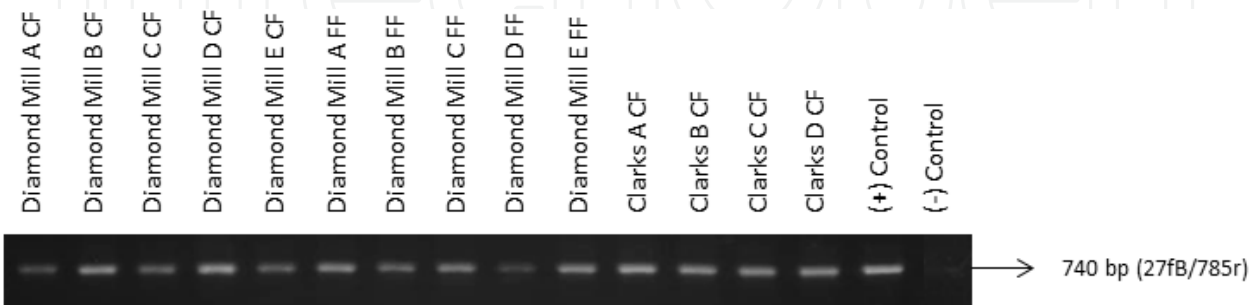 Diamond Mill A CF
Diamond Mill B CF
Diamond Mill C CF
Diamond Mill D CF
Diamond Mill E CF
Diamond Mill A FF
Diamond Mill B FF
Diamond Mill C FF
Diamond Mill D FF
Diamond Mill E FF
Clarks A CF
Clarks B CF
Clarks C CF
Clarks D CF
(+) Control
(-) Control
740 bp (27fB/785r)